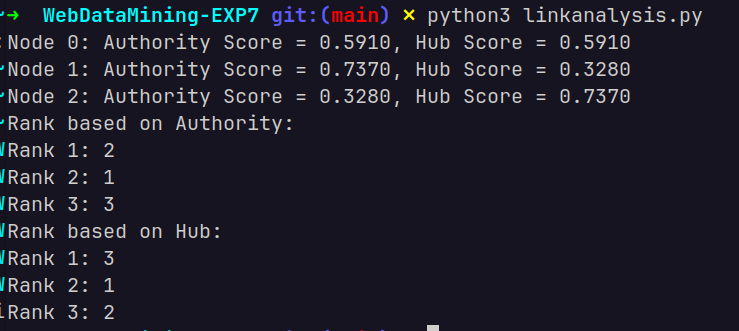 ~→ WebDataMining-EXP7 git:(main) × python3 linkanalysis.py
Node 0: Authority Score = 0.5910, Hub Score = 0.5910
Node 1: Authority Score = 0.7370, Hub Score = 0.3280
Node 2: Authority Score = 0.3280, Hub Score = 0.7370
Rank based on Authority:
Rank 1: 2
Rank 2: 1
Rank 3: 3
Rank based on Hub:
Rank 1: 3
Rank 2: 1
Rank 3: 2